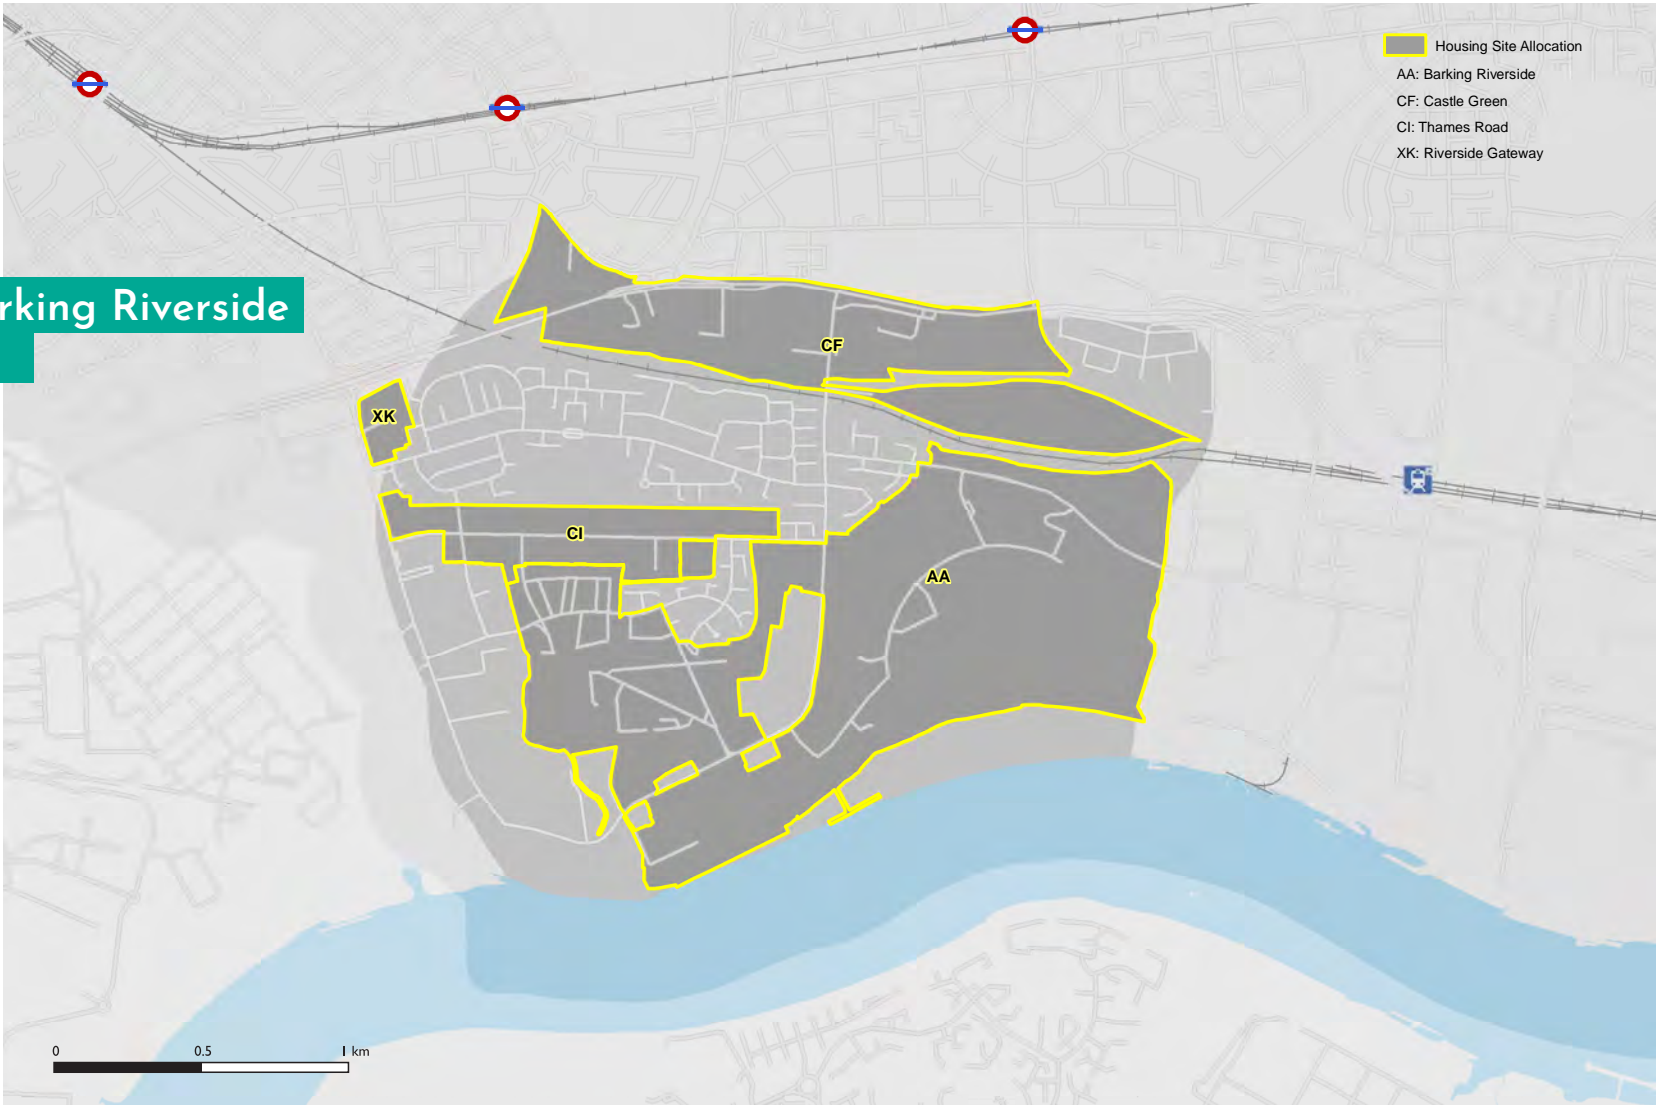 Housing Site Allocation
AA: Barking Riverside
CF: Castle Green
CI: Thames Road
XK: Riverside Gateway
rking Riverside
CF
XK
CI
AA
0 0.5 1 km